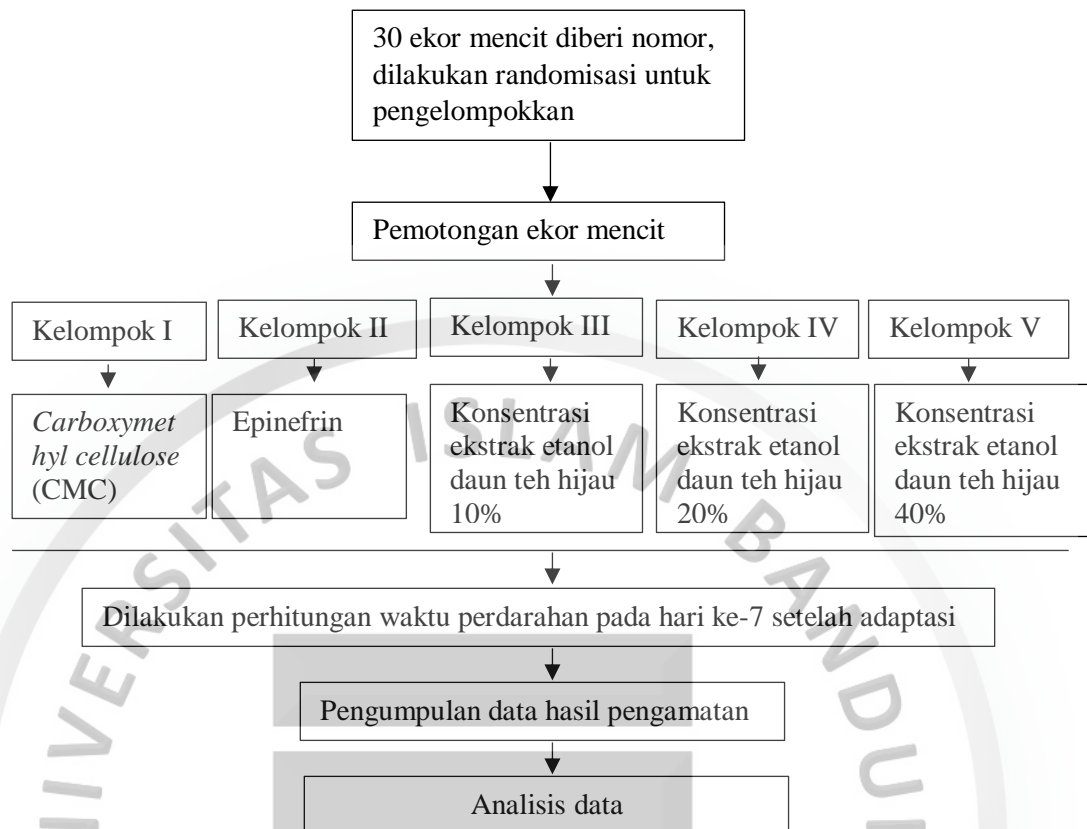 30 ekor mencit diberi nomor,
dilakukan randomisasi untuk
pengelompokkan
Pemotongan ekor mencit
Kelompok I
Kelompok II
Kelompok III
Kelompok IV
Kelompok V
Carboxymet
hyl cellulose
(CMC)
Epinefrin
Konsentrasi
ekstrak etanol
daun teh hijau
10%
Konsentrasi
ekstrak etanol
daun teh hijau
20%
Konsentrasi
ekstrak etanol
daun teh hijau
40%
Dilakukan perhitungan waktu perdarahan pada hari ke-7 setelah adaptasi
Pengumpulan data hasil pengamatan
Analisis data
IVERSITAS ISLAM BANDU